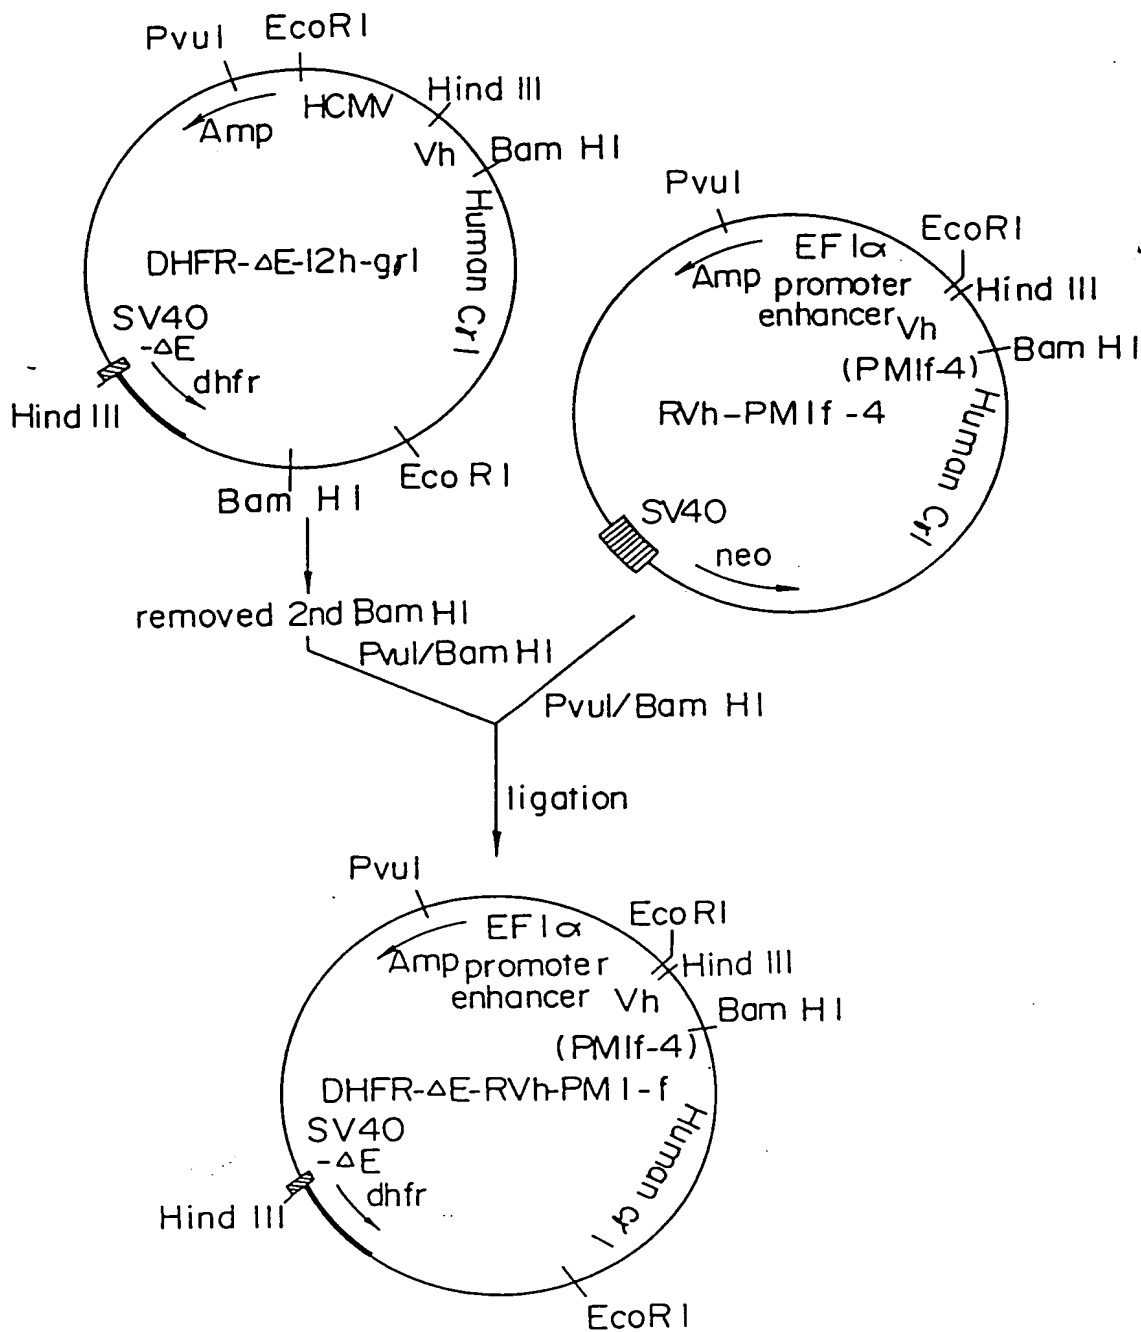 PvuI
EcoRI
HCMV
Hind III
Amp
Vh
Bam HI
Human Cγ1
DHFR-ΔE-12h-gγ1
SV40
-ΔE
dhfr
Hind III
Bam HI
EcoRI
PvuI
EF1α
promoter
enhancer
Amp
EcoRI
Hind III
Vh
(PM1f-4)
Bam HI
RVh-PM1f-4
Human Cγ1
SV40
neo
removed 2nd Bam HI
PvuI/Bam HI
PvuI/Bam HI
ligation
PvuI
EF1α
promoter
enhancer
Amp
EcoRI
Hind III
Vh
(PM1f-4)
Bam HI
DHFR-ΔE-RVh-PM1-f
SV40
-ΔE
dhfr
Hind III
Human Cγ1
EcoRI